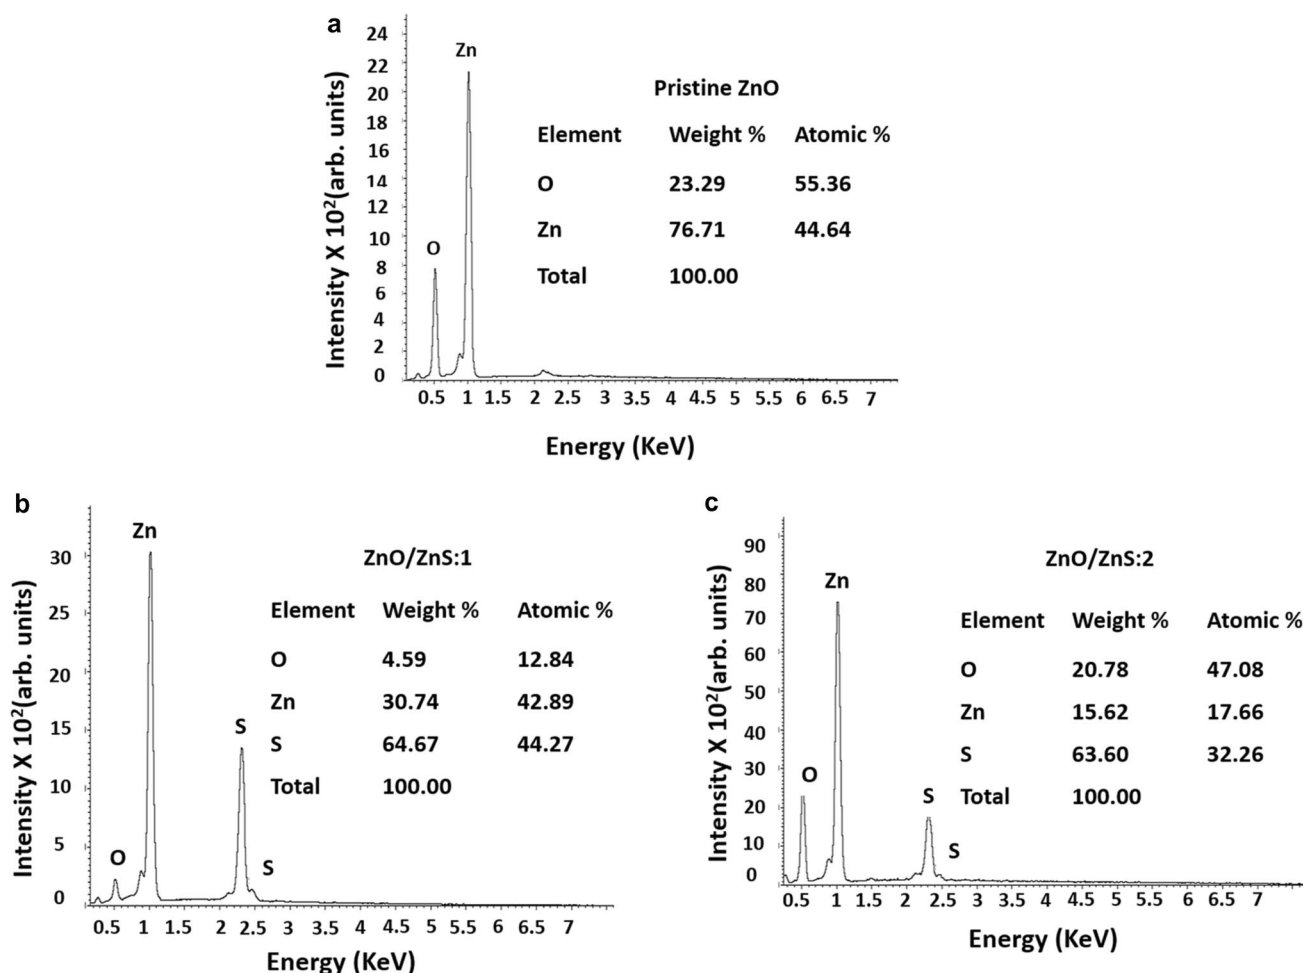 a
Intensity X 10²(arb. units)
24
22
20
18
16
14
12
10
8
6
4
2
0
Zn
O
Pristine ZnO
Element Weight % Atomic %
O 23.29 55.36
Zn 76.71 44.64
Total 100.00
0.5 1 1.5 2 2.5 3 3.5 4 4.5 5 5.5 6 6.5 7
Energy (KeV)
b
Intensity X 10²(arb. units)
30
25
20
15
10
5
0
Zn
O
S
S
ZnO/ZnS:1
Element Weight % Atomic %
O 4.59 12.84
Zn 30.74 42.89
S 64.67 44.27
Total 100.00
0.5 1 1.5 2 2.5 3 3.5 4 4.5 5 5.5 6 6.5 7
Energy (KeV)
c
Intensity X 10²(arb. units)
90
80
70
60
50
40
30
20
10
0
Zn
O
S
S
ZnO/ZnS:2
Element Weight % Atomic %
O 20.78 47.08
Zn 15.62 17.66
S 63.60 32.26
Total 100.00
0.5 1 1.5 2 2.5 3 3.5 4 4.5 5 5.5 6 6.5 7
Energy (KeV)